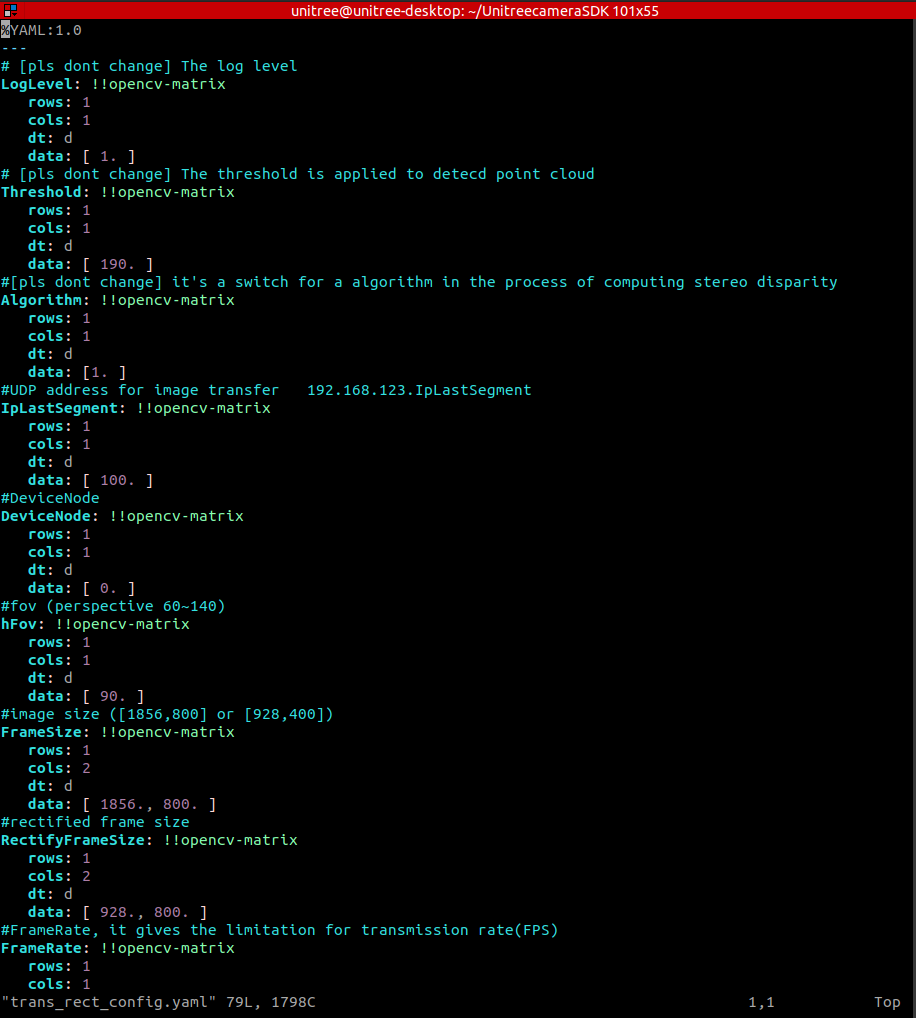 unitree@unitree-desktop: ~/UnitreecameraSDK 101x55
%YAML:1.0
---
# [pls dont change] The log level
LogLevel: !!opencv-matrix
   rows: 1
   cols: 1
   dt: d
   data: [ 1. ]
# [pls dont change] The threshold is applied to detecd point cloud
Threshold: !!opencv-matrix
   rows: 1
   cols: 1
   dt: d
   data: [ 190. ]
#[pls dont change] it's a switch for a algorithm in the process of computing stereo disparity
Algorithm: !!opencv-matrix
   rows: 1
   cols: 1
   dt: d
   data: [1. ]
#UDP address for image transfer   192.168.123.IpLastSegment
IpLastSegment: !!opencv-matrix
   rows: 1
   cols: 1
   dt: d
   data: [ 100. ]
#DeviceNode
DeviceNode: !!opencv-matrix
   rows: 1
   cols: 1
   dt: d
   data: [ 0. ]
#fov (perspective 60~140)
hFov: !!opencv-matrix
   rows: 1
   cols: 1
   dt: d
   data: [ 90. ]
#image size ([1856,800] or [928,400])
FrameSize: !!opencv-matrix
   rows: 1
   cols: 2
   dt: d
   data: [ 1856., 800. ]
#rectified frame size
RectifyFrameSize: !!opencv-matrix
   rows: 1
   cols: 2
   dt: d
   data: [ 928., 800. ]
#FrameRate, it gives the limitation for transmission rate(FPS)
FrameRate: !!opencv-matrix
   rows: 1
   cols: 1
"trans_rect_config.yaml" 79L, 1798C 1,1 Top